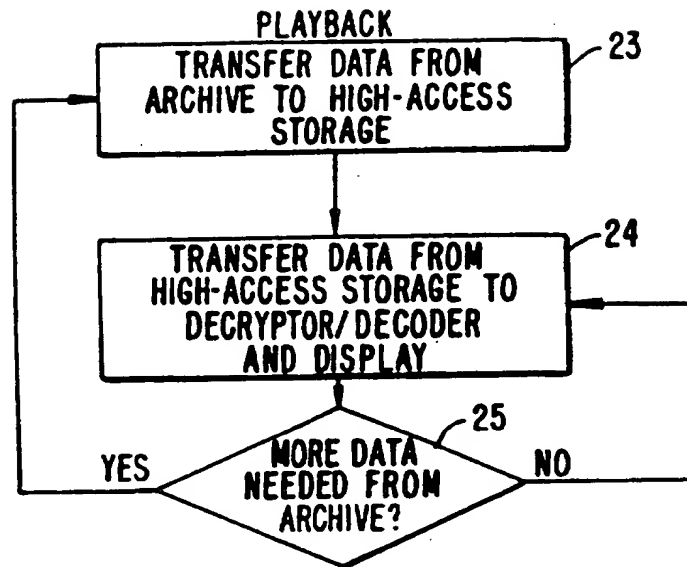 PLAYBACK
23
TRANSFER DATA FROM
ARCHIVE TO HIGH-ACCESS
STORAGE
24
TRANSFER DATA FROM
HIGH-ACCESS STORAGE TO
DECRYPTOR/DECODER
AND DISPLAY
25
YES
MORE DATA
NEEDED FROM
ARCHIVE?
NO